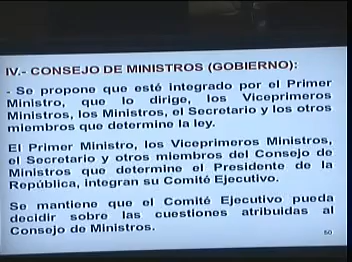 IV.- CONSEJO DE MINISTROS (GOBIERNO):
- Se propone que esté integrado por el Primer
Ministro, que lo dirige, los Viceprimeros
Ministros, los Ministros, el Secretario y los otros
miembros que determine la ley.
El Primer Ministro, los Viceprimeros Ministros,
el Secretario y otros miembros del Consejo de
Ministros que determine el Presidente de la
República, integran su Comité Ejecutivo.
Se mantiene que el Comité Ejecutivo pueda
decidir sobre las cuestiones atribuidas al
Consejo de Ministros.
50